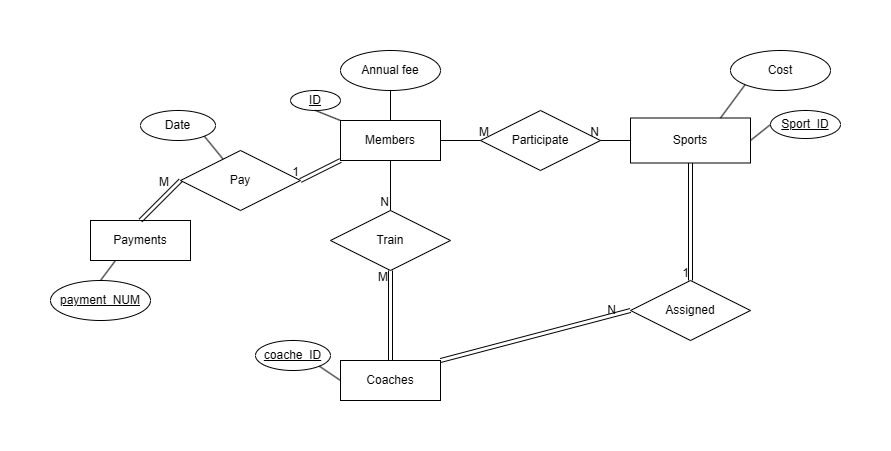 Annual fee
Cost
ID
Date
Sport_ID
Members
M
Participate
N
Sports
1
M
Pay
N
Payments
Train
M
1
payment_NUM
N
Assigned
coache_ID
Coaches